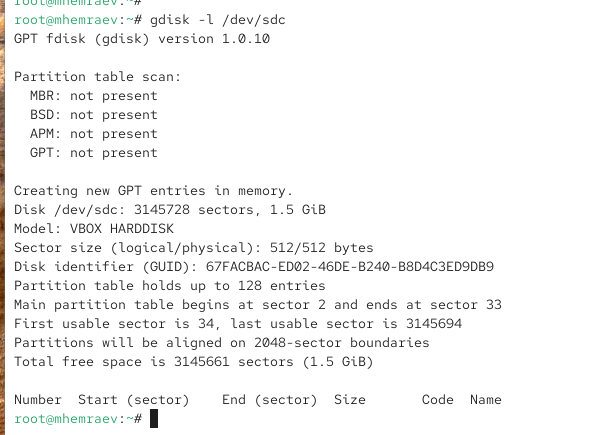 root@mhemraev:~#
root@mhemraev:~# gdisk -l /dev/sdc
GPT fdisk (gdisk) version 1.0.10

Partition table scan:
  MBR: not present
  BSD: not present
  APM: not present
  GPT: not present

Creating new GPT entries in memory.
Disk /dev/sdc: 3145728 sectors, 1.5 GiB
Model: VBOX HARDDISK
Sector size (logical/physical): 512/512 bytes
Disk identifier (GUID): 67FACBAC-ED02-46DE-B240-B8D4C3ED9DB9
Partition table holds up to 128 entries
Main partition table begins at sector 2 and ends at sector 33
First usable sector is 34, last usable sector is 3145694
Partitions will be aligned on 2048-sector boundaries
Total free space is 3145661 sectors (1.5 GiB)

Number  Start (sector)    End (sector)  Size       Code  Name
root@mhemraev:~#